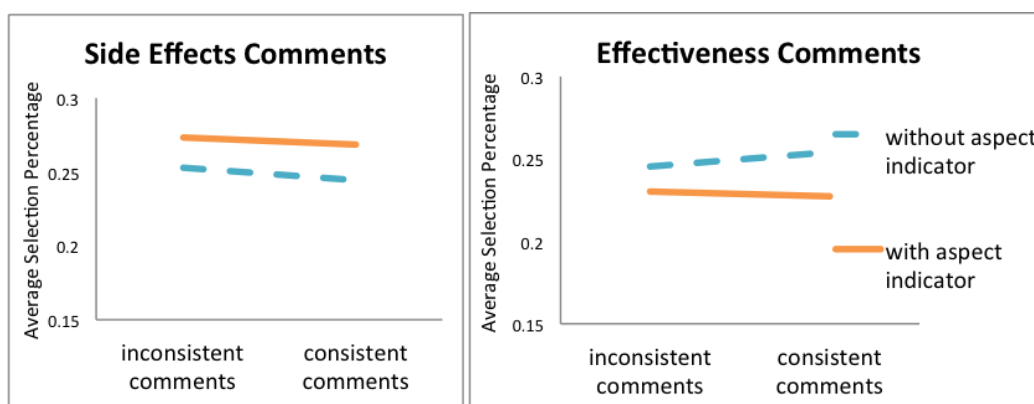 Side Effects Comments
Average Selection Percentage
0.3
0.25
0.2
0.15
inconsistent
comments
consistent
comments
Effectiveness Comments
Average Selection Percentage
0.3
0.25
0.2
0.15
inconsistent
comments
consistent
comments
without aspect
indicator
with aspect
indicator